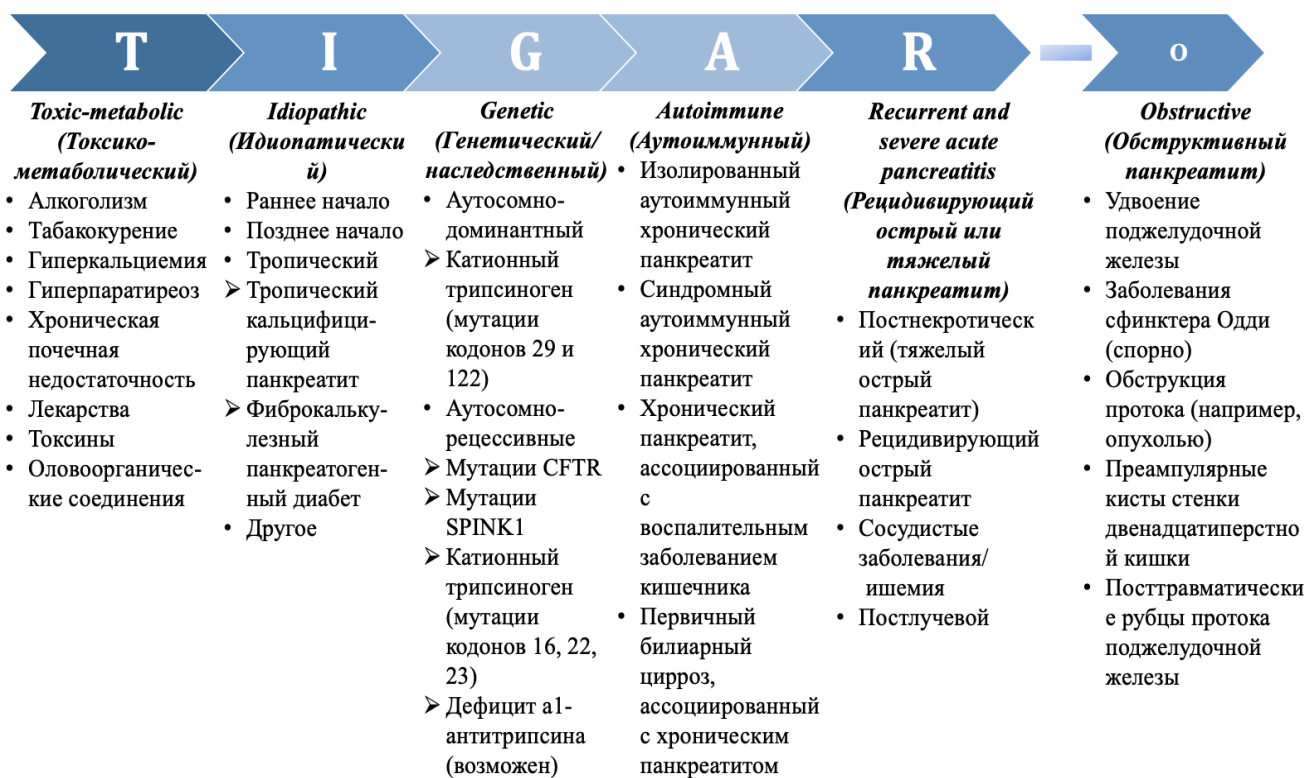 T
I
G
A
R
O
Toxic-metabolic
(Токсико-
метаболический)
• Алкоголизм
• Табакокурение
• Гиперкальциемия
• Гиперпаратиреоз
• Хроническая
почечная
недостаточность
• Лекарства
• Токсины
• Оловоорганичес-
кие соединения
Idiopathic
(Идиопатически
й)
• Раннее начало
• Позднее начало
• Тропический
➢ Тропический
кальцифици-
рующий
панкреатит
➢ Фиброкальку-
лезный
панкреатоген-
ный диабет
• Другое
Genetic
(Генетический/
наследственный)
• Аутосомно-
доминантный
➢ Катионный
трипсиноген
(мутации
кодонов 29 и
122)
• Аутосомно-
рецессивные
➢ Мутации CFTR
➢ Мутации
SPINK1
➢ Катионный
трипсиноген
(мутации
кодонов 16, 22,
23)
➢ Дефицит а1-
антитрипсина
(возможен)
Autoimmune
(Аутоиммунный)
• Изолированный
аутоиммунный
хронический
панкреатит
• Синдромный
аутоиммунный
хронический
панкреатит
• Хронический
панкреатит,
ассоциированный
с
воспалительным
заболеванием
кишечника
• Первичный
билиарный
цирроз,
ассоциированный
с хроническим
панкреатитом
Recurrent and
severe acute
pancreatitis
(Рецидивирующий
острый или
тяжелый
панкреатит)
• Постнекротическ
ий (тяжелый
острый
панкреатит)
• Рецидивирующий
острый
панкреатит
• Сосудистые
заболевания/
ишемия
• Постлучевой
Obstructive
(Обструктивный
панкреатит)
• Удвоение
поджелудочной
железы
• Заболевания
сфинктера Одди
(спорно)
• Обструкция
протока (например,
опухолью)
• Преампулярные
кисты стенки
двенадцатиперстно
й кишки
• Посттравматически
е рубцы протока
поджелудочной
железы